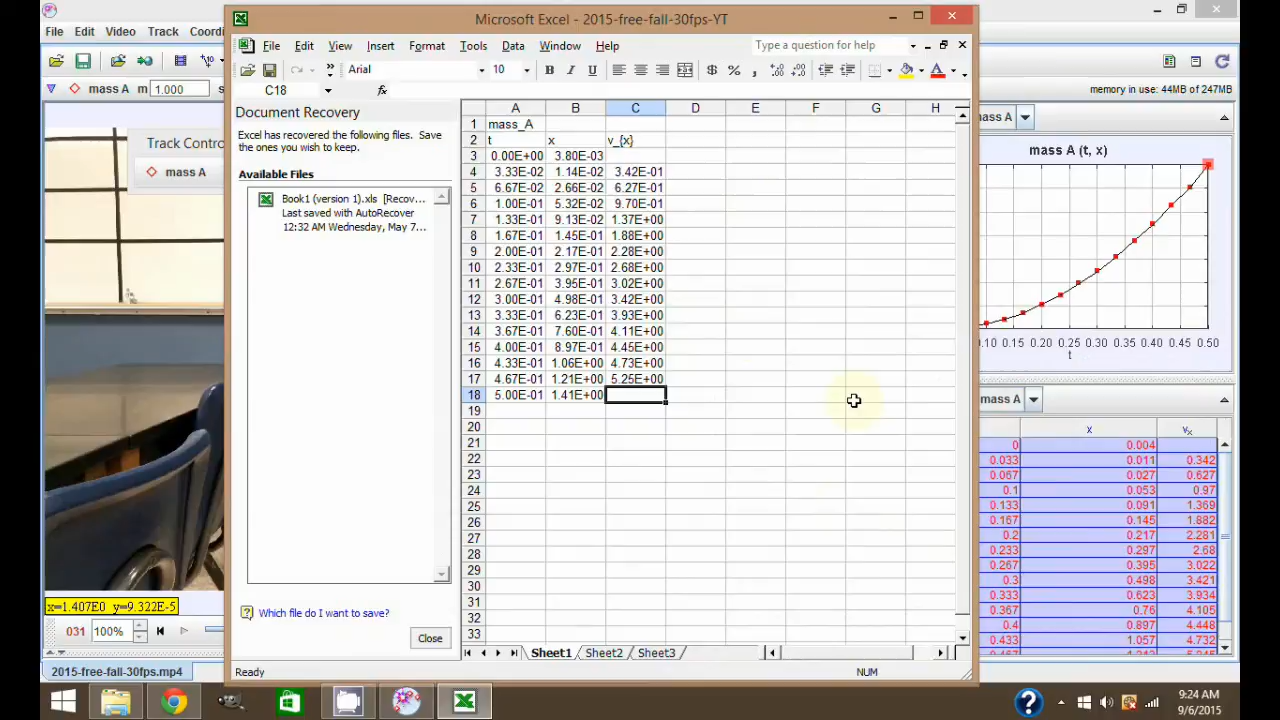 File Edit Video Track Coordi
mass A m 1.000 s
Track Contro
mass A
x=1.407E0 y=9.322E-5
031 100%
2015-free-fall-30fps.mp4
Microsoft Excel - 2015-free-fall-30fps-YT
File Edit View Insert Format Tools Data Window Help Type a question for help
Arial 10 B I U $ % ,
C18 fx
Document Recovery
Excel has recovered the following files. Save
the ones you wish to keep.
Available Files
Book1 (version 1).xls [Recov...
Last saved with AutoRecover
12:32 AM Wednesday, May 7...
Which file do I want to save?
Close
A B C D E F G H
1 mass_A
2 t x v_{x}
3 0.00E+00 3.80E-03
4 3.33E-02 1.14E-02 3.42E-01
5 6.67E-02 2.66E-02 6.27E-01
6 1.00E-01 5.32E-02 9.70E-01
7 1.33E-01 9.13E-02 1.37E+00
8 1.67E-01 1.45E-01 1.88E+00
9 2.00E-01 2.17E-01 2.28E+00
10 2.33E-01 2.97E-01 2.68E+00
11 2.67E-01 3.95E-01 3.02E+00
12 3.00E-01 4.98E-01 3.42E+00
13 3.33E-01 6.23E-01 3.93E+00
14 3.67E-01 7.60E-01 4.11E+00
15 4.00E-01 8.97E-01 4.45E+00
16 4.33E-01 1.06E+00 4.73E+00
17 4.67E-01 1.21E+00 5.25E+00
18 5.00E-01 1.41E+00
19
20
21
22
23
24
25
26
27
28
29
30
31
32
33
Sheet1 Sheet2 Sheet3
Ready NUM
memory in use: 44MB of 247MB
ass A
mass A (t, x)
0.10 0.15 0.20 0.25 0.30 0.35 0.40 0.45 0.50
t
mass A
x vx
0 0.004
0.033 0.011 0.342
0.067 0.027 0.627
0.1 0.053 0.97
0.133 0.091 1.369
0.167 0.145 1.882
0.2 0.217 2.281
0.233 0.297 2.68
0.267 0.395 3.022
0.3 0.498 3.421
0.333 0.623 3.934
0.367 0.76 4.105
0.4 0.897 4.448
0.433 1.057 4.732
9:24 AM
9/6/2015